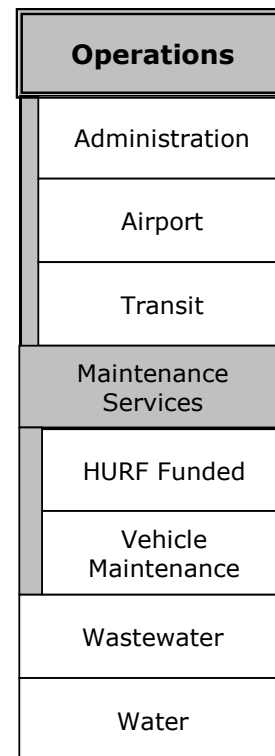 Operations
Administration
Airport
Transit
Maintenance
Services
HURF Funded
Vehicle
Maintenance
Wastewater
Water